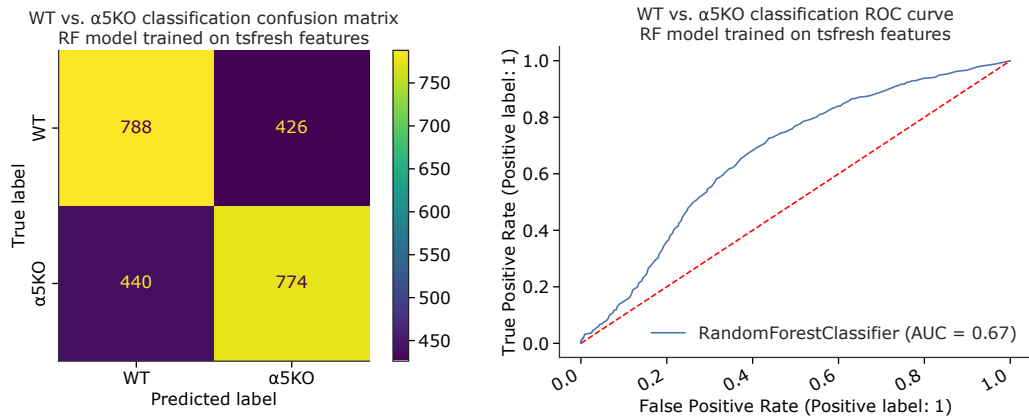 WT vs. α5KO classification confusion matrix
RF model trained on tsfresh features
True label
WT
α5KO
788
426
440
774
WT
α5KO
Predicted label
750
700
650
600
550
500
450
WT vs. α5KO classification ROC curve
RF model trained on tsfresh features
True Positive Rate (Positive label: 1)
1.0
0.8
0.6
0.4
0.2
0.0
RandomForestClassifier (AUC = 0.67)
0.0
0.2
0.4
0.6
0.8
1.0
False Positive Rate (Positive label: 1)